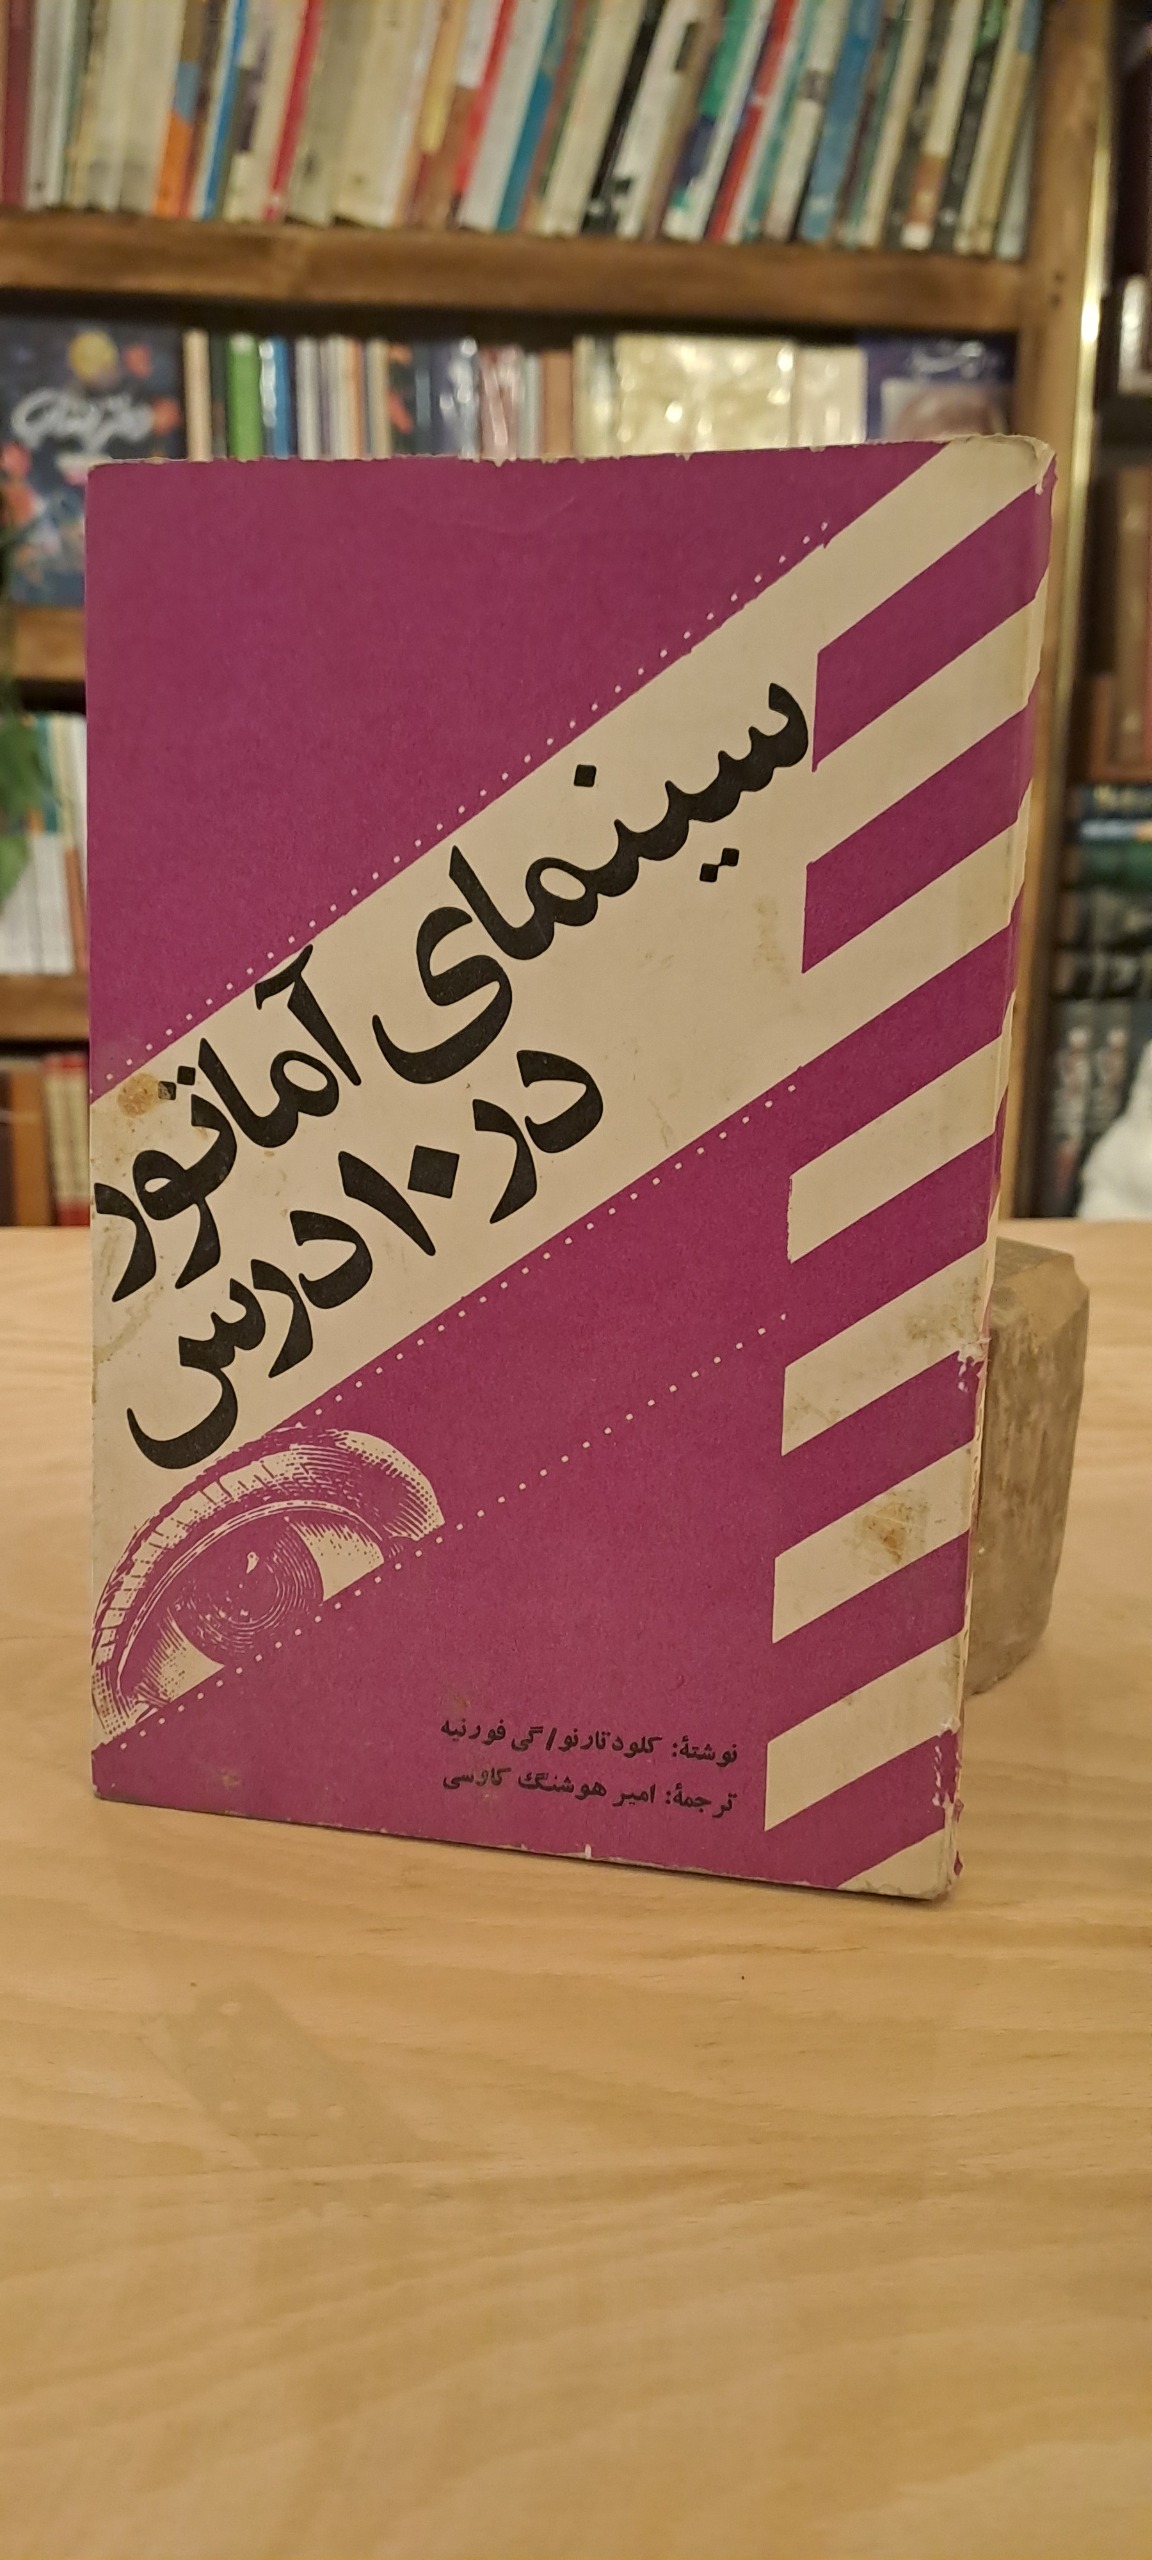 سینمای آماتور
در ۱۰ درس
نوشتهٔ: کلود تارنو / گی فورنیه
ترجمهٔ: امیر هوشنگ کاوسی